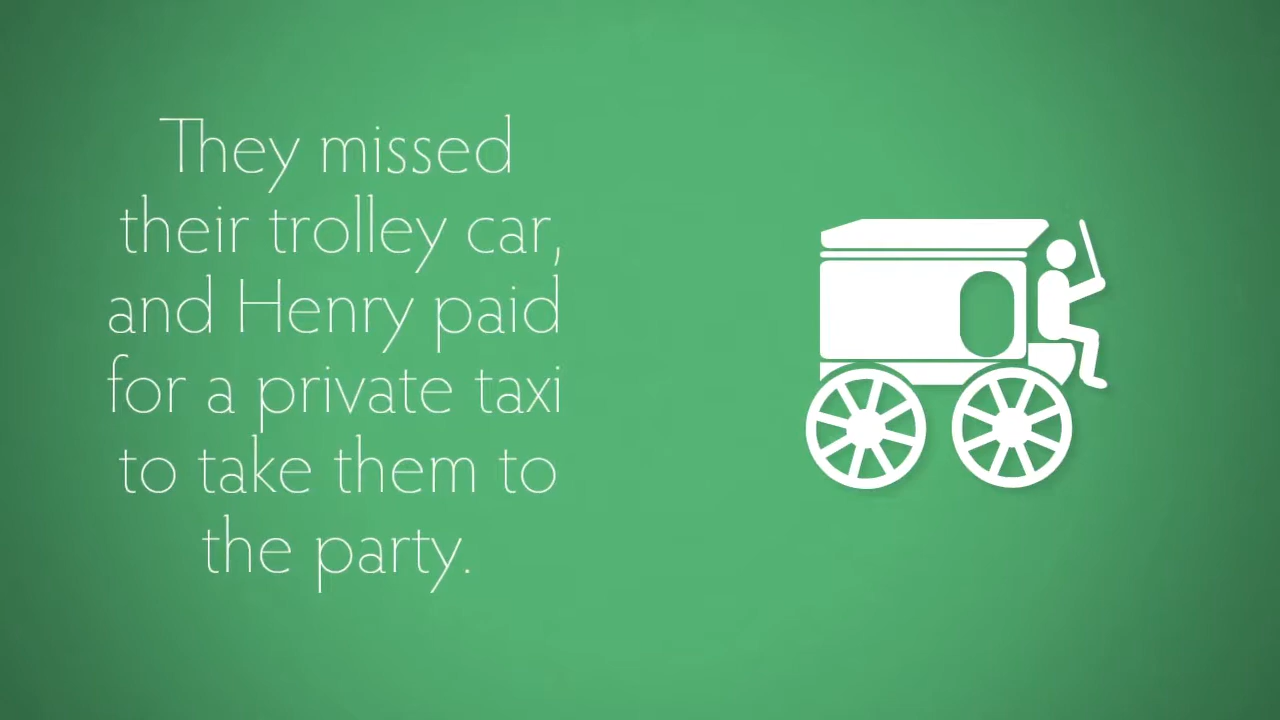 They missed
their trolley car,
and Henry paid
for a private taxi
to take them to
the party.